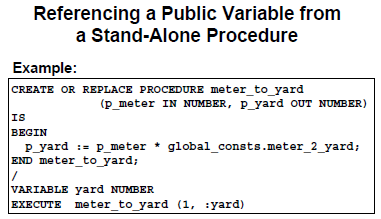 Referencing a Public Variable from
a Stand-Alone Procedure
Example:
CREATE OR REPLACE PROCEDURE meter_to_yard
(p_meter IN NUMBER, p_yard OUT NUMBER)
IS
BEGIN
p_yard := p_meter * global_consts.meter_2_yard;
END meter_to_yard;
/
VARIABLE yard NUMBER
EXECUTE meter_to_yard (1, :yard)